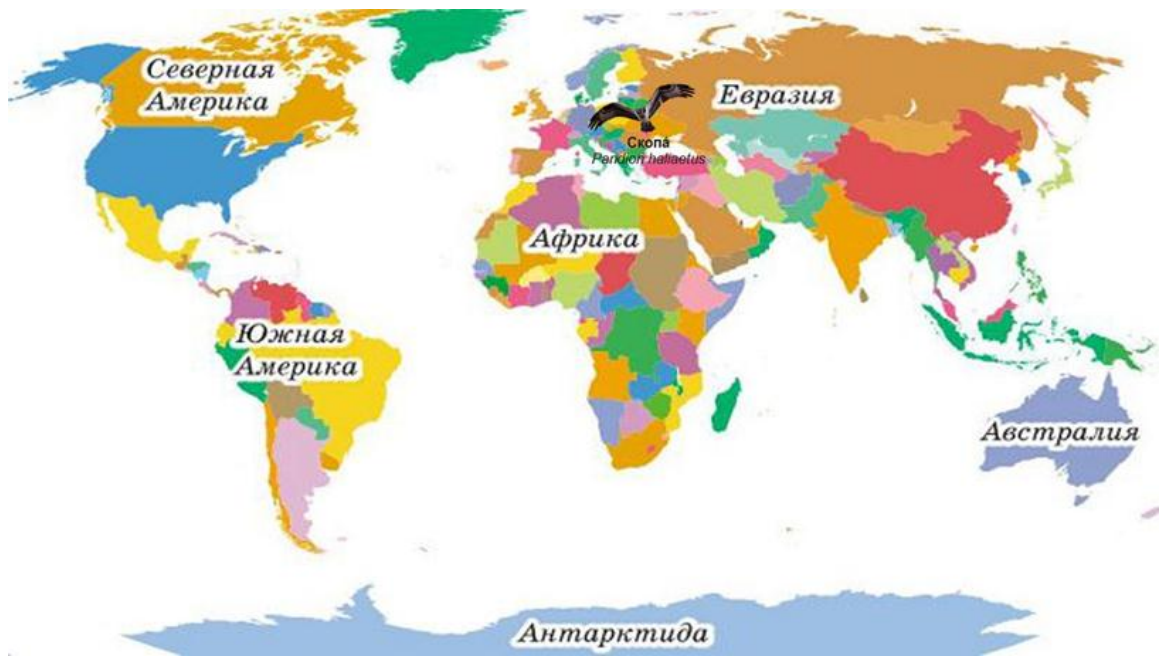 Северная
Америка
Евразия
Скопа́
Pandion haliaetus
Африка
Южная
Америка
Австралия
Антарктида